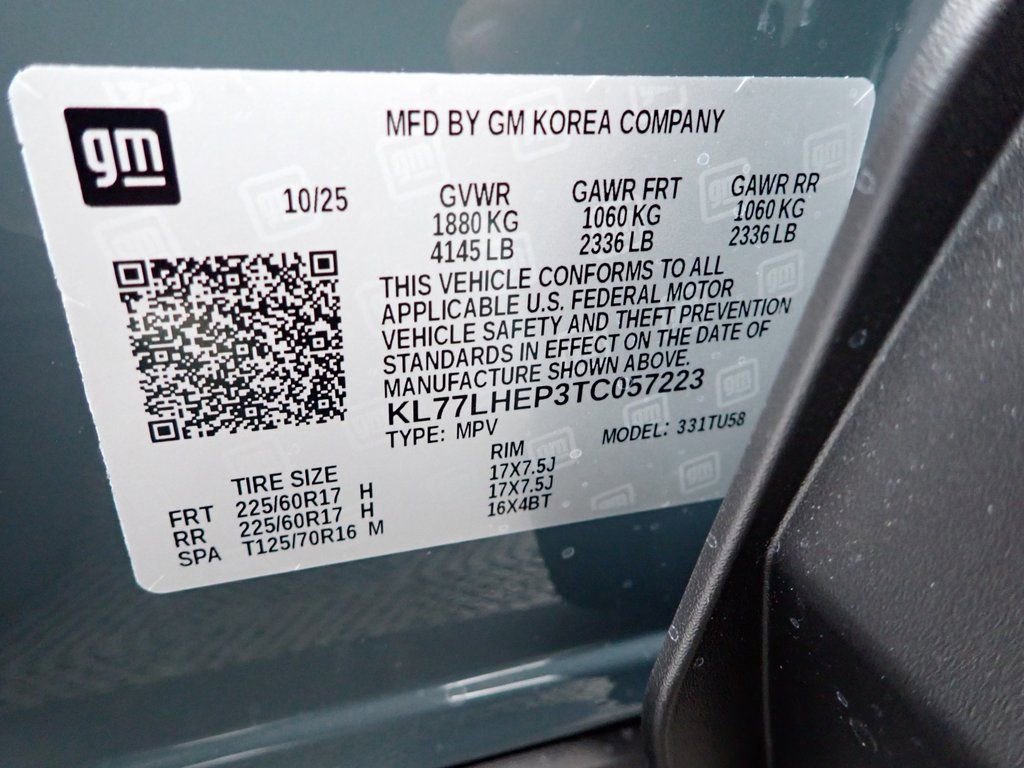 gm
MFD BY GM KOREA COMPANY
10/25
GVWR GAWR FRT GAWR RR
1880 KG 1060 KG 1060 KG
4145 LB 2336 LB 2336 LB
THIS VEHICLE CONFORMS TO ALL
APPLICABLE U.S. FEDERAL MOTOR
VEHICLE SAFETY AND THEFT PREVENTION
STANDARDS IN EFFECT ON THE DATE OF
MANUFACTURE SHOWN ABOVE.
KL77LHEP3TC057223
TYPE: MPV MODEL: 331TU58
TIRE SIZE RIM
FRT 225/60R17 H 17X7.5J
RR 225/60R17 H 17X7.5J
SPA T125/70R16 M 16X4BT